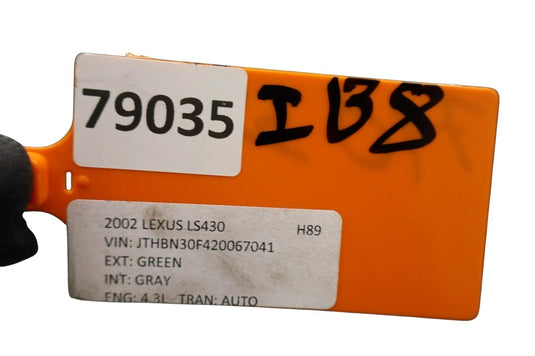 79035
IB8
2002 LEXUS LS430 H89
VIN: JTHBN30F420067041
EXT: GREEN
INT: GRAY
ENG: 4.3L TRAN: AUTO